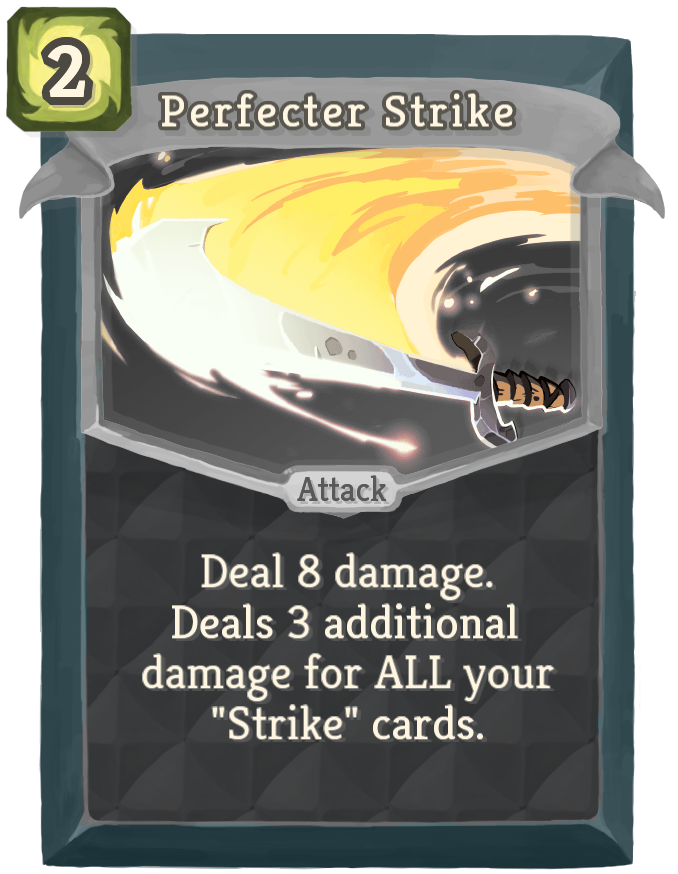 2
Perfecter Strike
Attack
Deal 8 damage.
Deals 3 additional
damage for ALL your
"Strike" cards.